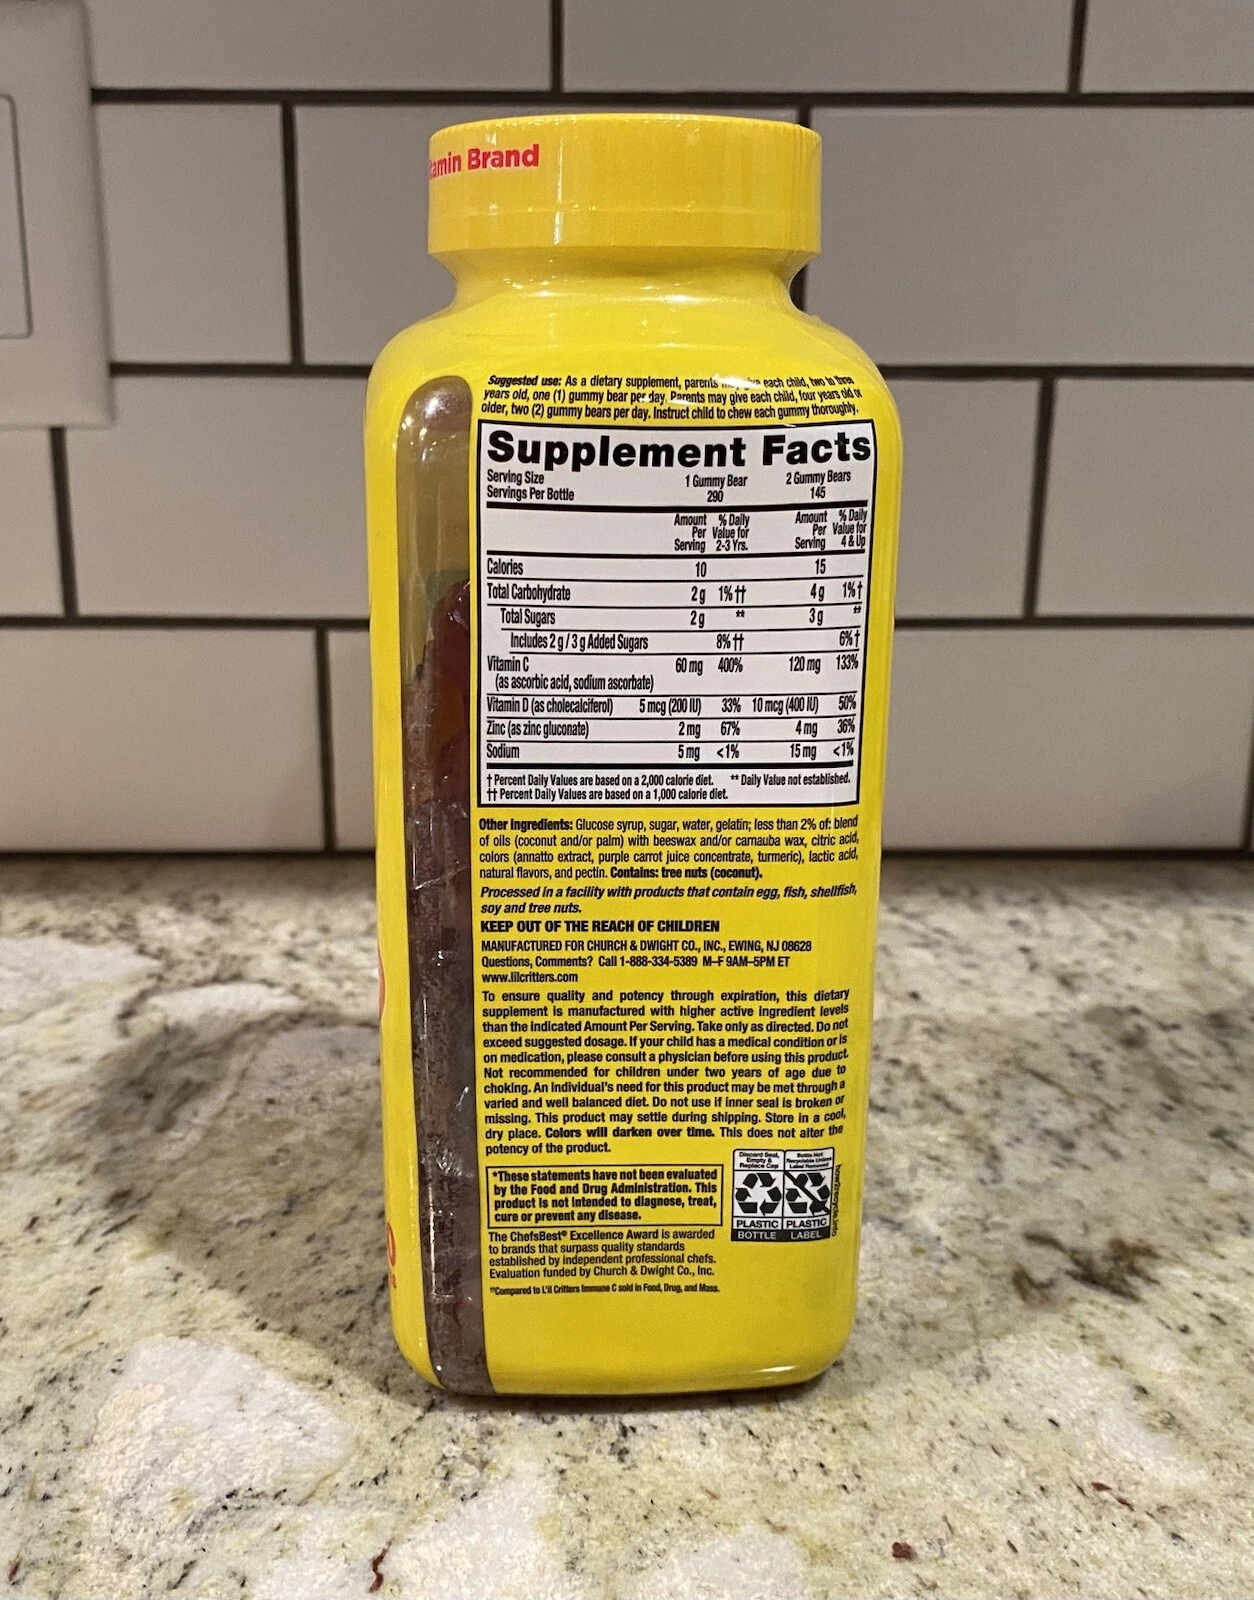 amin Brand
Suggested use: As a dietary supplement, parents may give each child, two to three
years old, one (1) gummy bear per day. Parents may give each child, four years old or
older, two (2) gummy bears per day. Instruct child to chew each gummy thoroughly.
Supplement Facts
Serving Size 1 Gummy Bear 2 Gummy Bears
Servings Per Bottle 290 145
Amount Per Serving % Daily Value for 2-3 Yrs. Amount Per Serving % Daily Value for 4 & Up
Calories 10 15
Total Carbohydrate 2 g 1% †† 4 g 1% †
Total Sugars 2 g ** 3 g **
Includes 2 g / 3 g Added Sugars 8% †† 6% †
Vitamin C 60 mg 400% 120 mg 133%
(as ascorbic acid, sodium ascorbate)
Vitamin D (as cholecalciferol) 5 mcg (200 IU) 33% 10 mcg (400 IU) 50%
Zinc (as zinc gluconate) 2 mg 67% 4 mg 36%
Sodium 5 mg <1% 15 mg <1%
† Percent Daily Values are based on a 2,000 calorie diet. ** Daily Value not established.
†† Percent Daily Values are based on a 1,000 calorie diet.
Other Ingredients: Glucose syrup, sugar, water, gelatin; less than 2% of: blend
of oils (coconut and/or palm) with beeswax and/or carnauba wax, citric acid,
colors (annatto extract, purple carrot juice concentrate, turmeric), lactic acid,
natural flavors, and pectin. Contains: tree nuts (coconut).
Processed in a facility with products that contain egg, fish, shellfish,
soy and tree nuts.
KEEP OUT OF THE REACH OF CHILDREN
MANUFACTURED FOR CHURCH & DWIGHT CO., INC., EWING, NJ 08628
Questions, Comments? Call 1-888-334-5389 M–F 9AM–5PM ET
www.lilcritters.com
To ensure quality and potency through expiration, this dietary
supplement is manufactured with higher active ingredient levels
than the indicated Amount Per Serving. Take only as directed. Do not
exceed suggested dosage. If your child has a medical condition or is
on medication, please consult a physician before using this product.
Not recommended for children under two years of age due to
choking. An individual's need for this product may be met through a
varied and well balanced diet. Do not use if inner seal is broken or
missing. This product may settle during shipping. Store in a cool,
dry place. Colors will darken over time. This does not alter the
potency of the product.
*These statements have not been evaluated
by the Food and Drug Administration. This
product is not intended to diagnose, treat,
cure or prevent any disease.
Discard Seal, Empty & Replace Cap
Bottle Not Recyclable Unless Label Removed
PLASTIC PLASTIC
BOTTLE LABEL
how2recycle.info
The ChefsBest® Excellence Award is awarded
to brands that surpass quality standards
established by independent professional chefs.
Evaluation funded by Church & Dwight Co., Inc.
††Compared to L'il Critters Immune C sold in Food, Drug, and Mass.